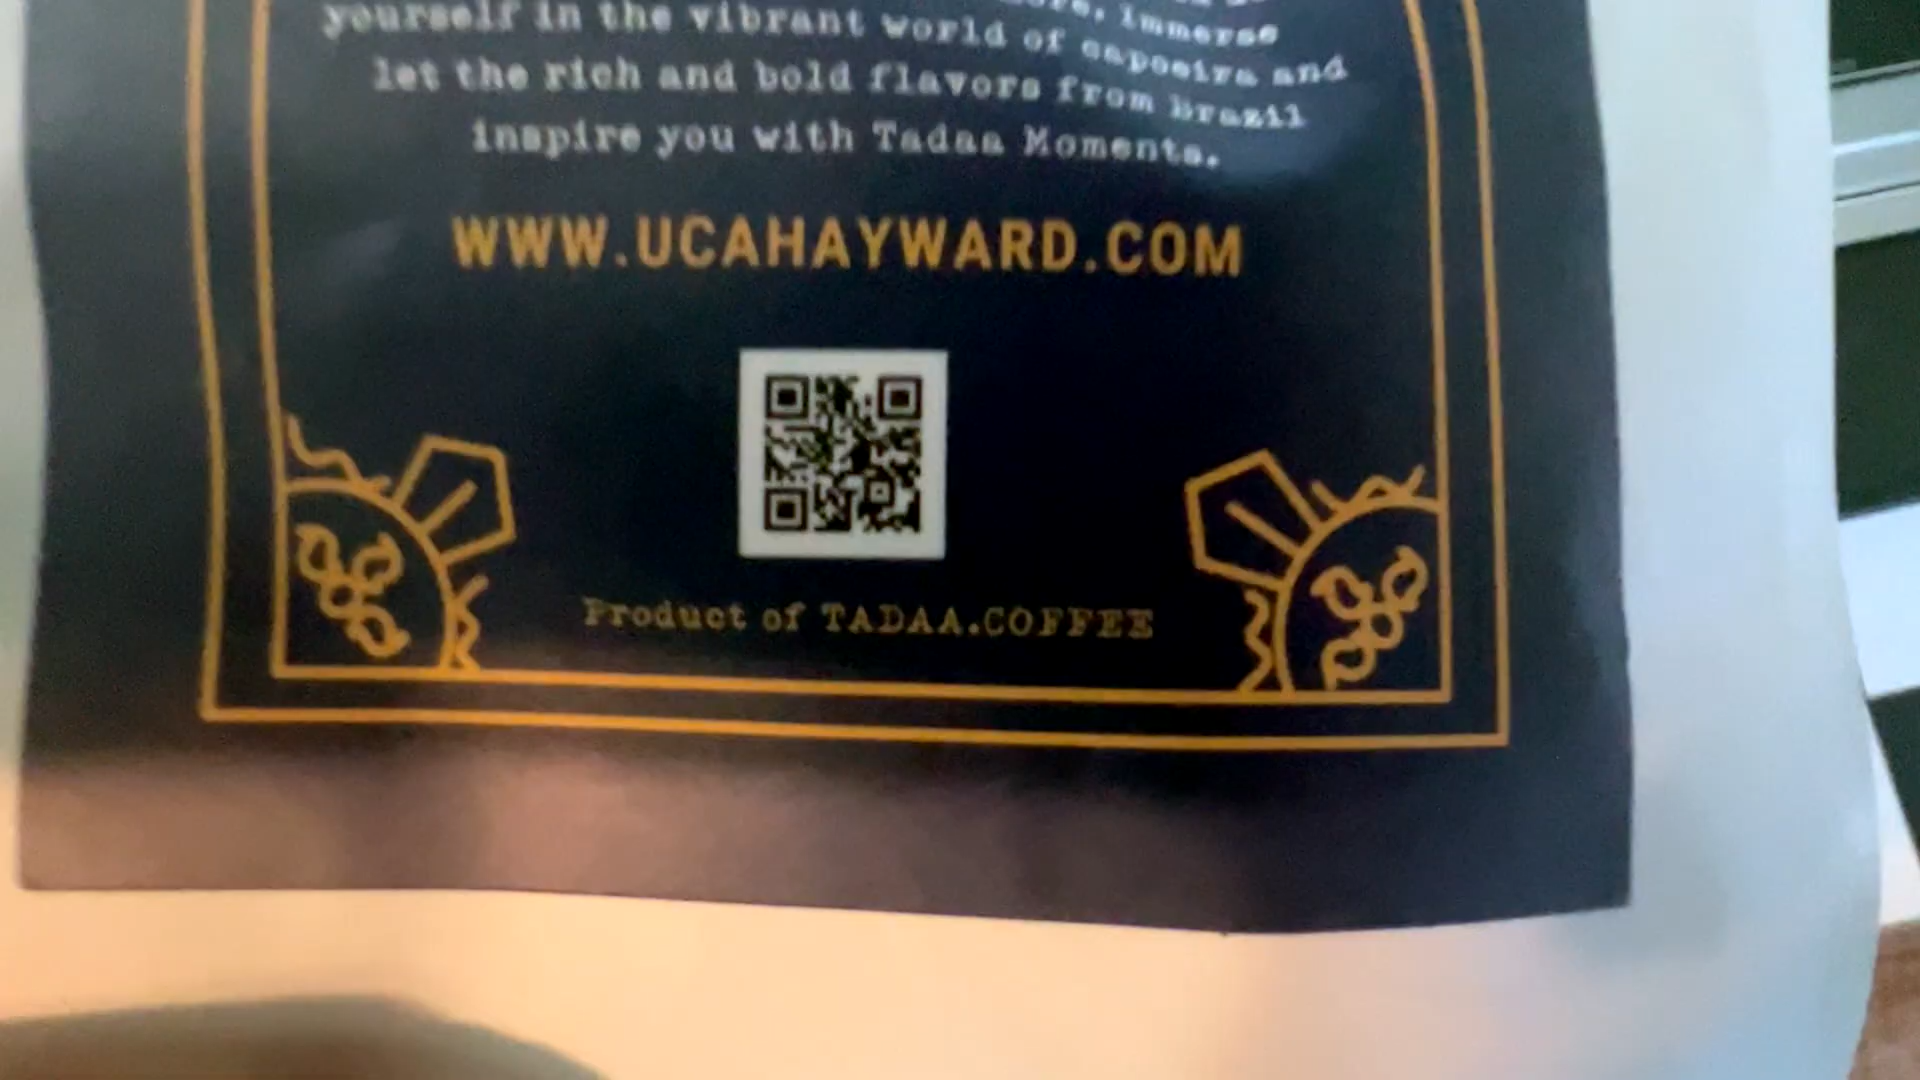 immerse
yourself in the vibrant world of capoeira and
let the rich and bold flavors from Brazil
inspire you with Tadaa Moments.
WWW.UCAHAYWARD.COM
Product of TADAA.COFFEE